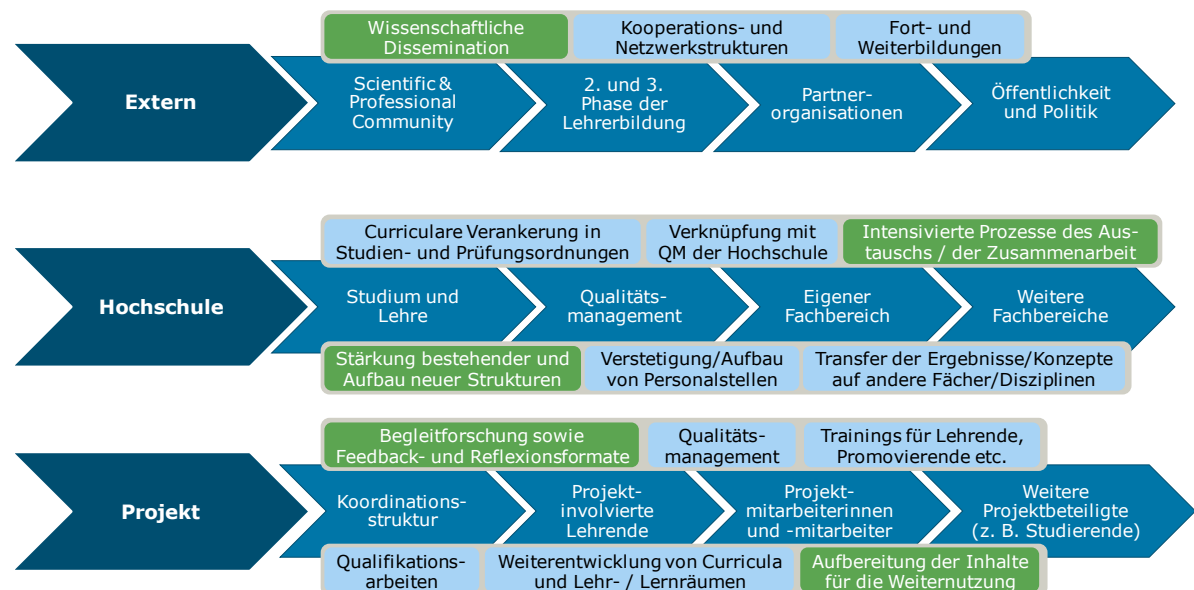 Wissenschaftliche
Dissemination
Kooperations- und
Netzwerkstrukturen
Fort- und
Weiterbildungen
Extern
Scientific &
Professional
Community
2. und 3.
Phase der
Lehrerbildung
Partner-
organisationen
Öffentlichkeit
und Politik
Curriculare Verankerung in
Studien- und Prüfungsordnungen
Verknüpfung mit
QM der Hochschule
Intensivierte Prozesse des Aus-
tauschs / der Zusammenarbeit
Hochschule
Studium und
Lehre
Qualitäts-
management
Eigener
Fachbereich
Weitere
Fachbereiche
Stärkung bestehender und
Aufbau neuer Strukturen
Verstetigung/Aufbau
von Personalstellen
Transfer der Ergebnisse/Konzepte
auf andere Fächer/Disziplinen
Begleitforschung sowie
Feedback- und Reflexionsformate
Qualitäts-
management
Trainings für Lehrende,
Promovierende etc.
Projekt
Koordinations-
struktur
Projekt-
involvierte
Lehrende
Projekt-
mitarbeiterinnen
und -mitarbeiter
Weitere
Projektbeteiligte
(z. B. Studierende)
Qualifikations-
arbeiten
Weiterentwicklung von Curricula
und Lehr- / Lernräumen
Aufbereitung der Inhalte
für die Weiternutzung